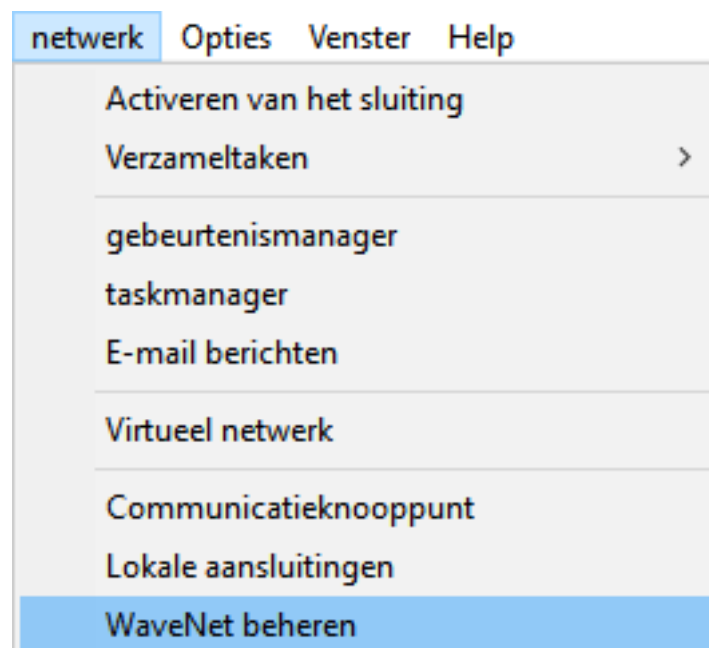 netwerk Opties Venster Help
Activeren van het sluiting
Verzameltaken
gebeurtenismanager
taskmanager
E-mail berichten
Virtueel netwerk
Communicatieknooppunt
Lokale aansluitingen
WaveNet beheren